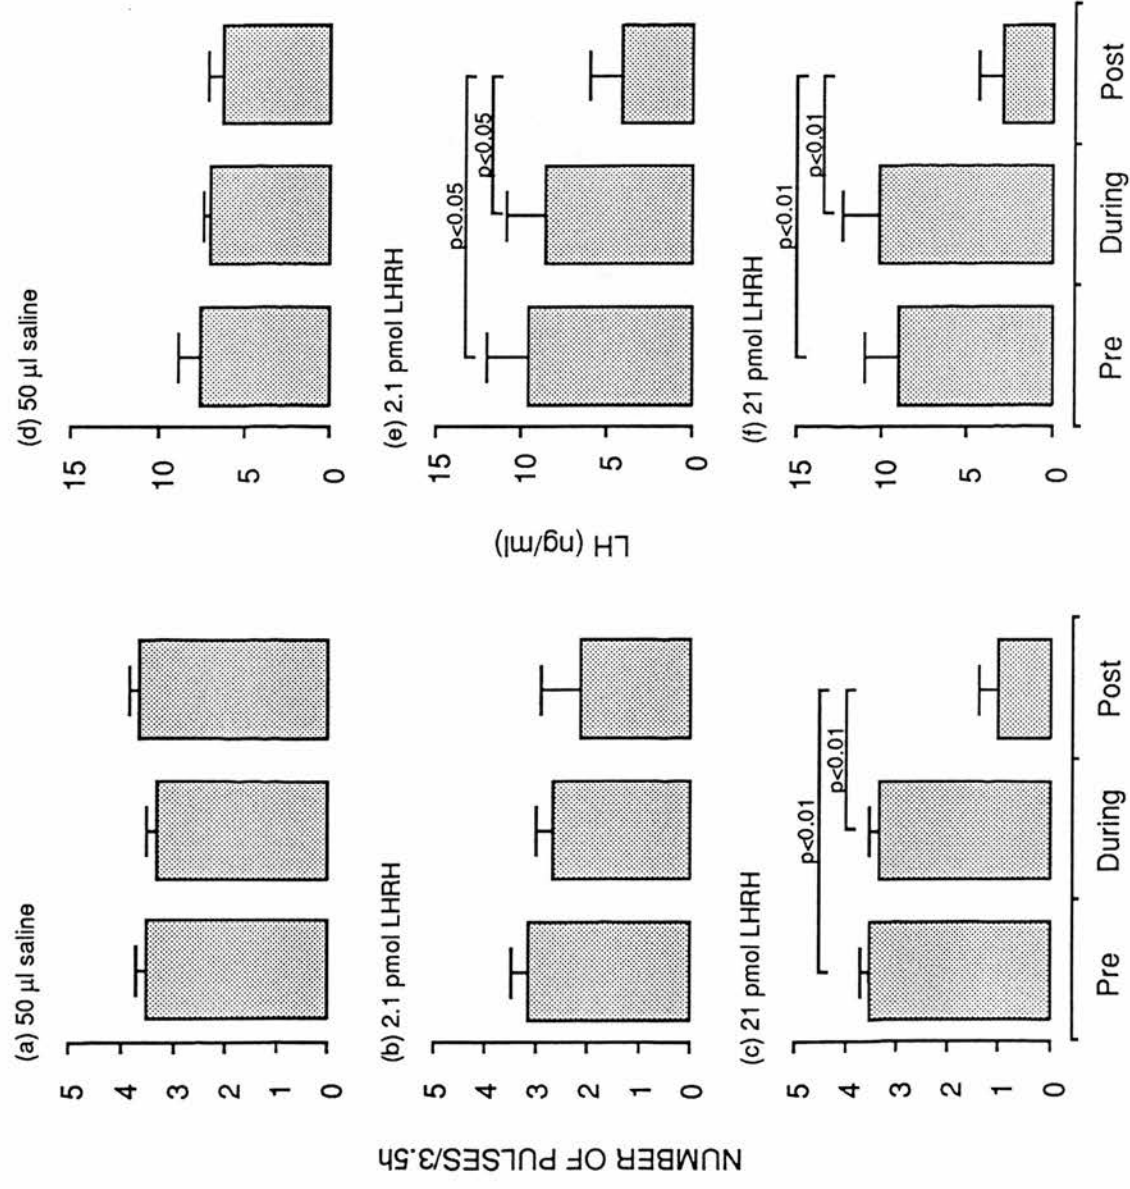 NUMBER OF PULSES/3.5h
(a) 50 µl saline
5
4
3
2
1
0
(b) 2.1 pmol LHRH
5
4
3
2
1
0
(c) 21 pmol LHRH
5
4
3
2
1
0
p<0.01
p<0.01
Pre During Post
LH (ng/ml)
(d) 50 µl saline
15
10
5
0
(e) 2.1 pmol LHRH
15
10
5
0
p<0.05
p<0.05
(f) 21 pmol LHRH
15
10
5
0
p<0.01
p<0.01
Pre During Post